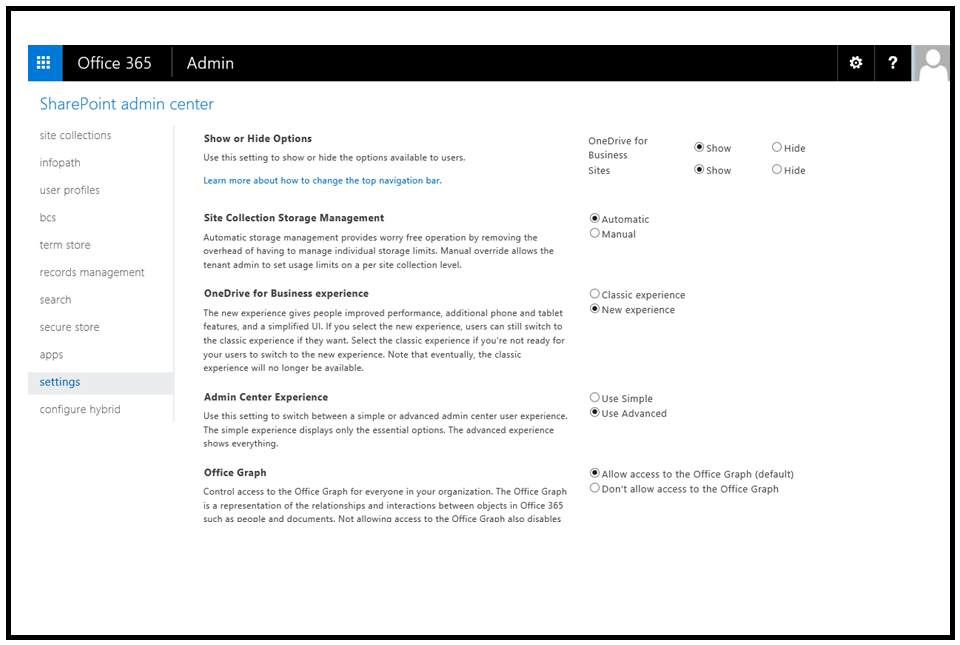 Office 365 Admin ?
SharePoint admin center
site collections
infopath
user profiles
bcs
term store
records management
search
secure store
apps
settings
configure hybrid
Show or Hide Options
Use this setting to show or hide the options available to users.
Learn more about how to change the top navigation bar.
OneDrive for
Business Show Hide
Sites Show Hide
Site Collection Storage Management
Automatic storage management provides worry free operation by removing the
overhead of having to manage individual storage limits. Manual override allows the
tenant admin to set usage limits on a per site collection level.
Automatic
Manual
OneDrive for Business experience
The new experience gives people improved performance, additional phone and tablet
features, and a simplified UI. If you select the new experience, users can still switch to
the classic experience if they want. Select the classic experience if you're not ready for
your users to switch to the new experience. Note that eventually, the classic
experience will no longer be available.
Classic experience
New experience
Admin Center Experience
Use this setting to switch between a simple or advanced admin center user experience.
The simple experience displays only the essential options. The advanced experience
shows everything.
Use Simple
Use Advanced
Office Graph
Control access to the Office Graph for everyone in your organization. The Office Graph
is a representation of the relationships and interactions between objects in Office 365
such as people and documents. Not allowing access to the Office Graph also disables
Allow access to the Office Graph (default)
Don't allow access to the Office Graph